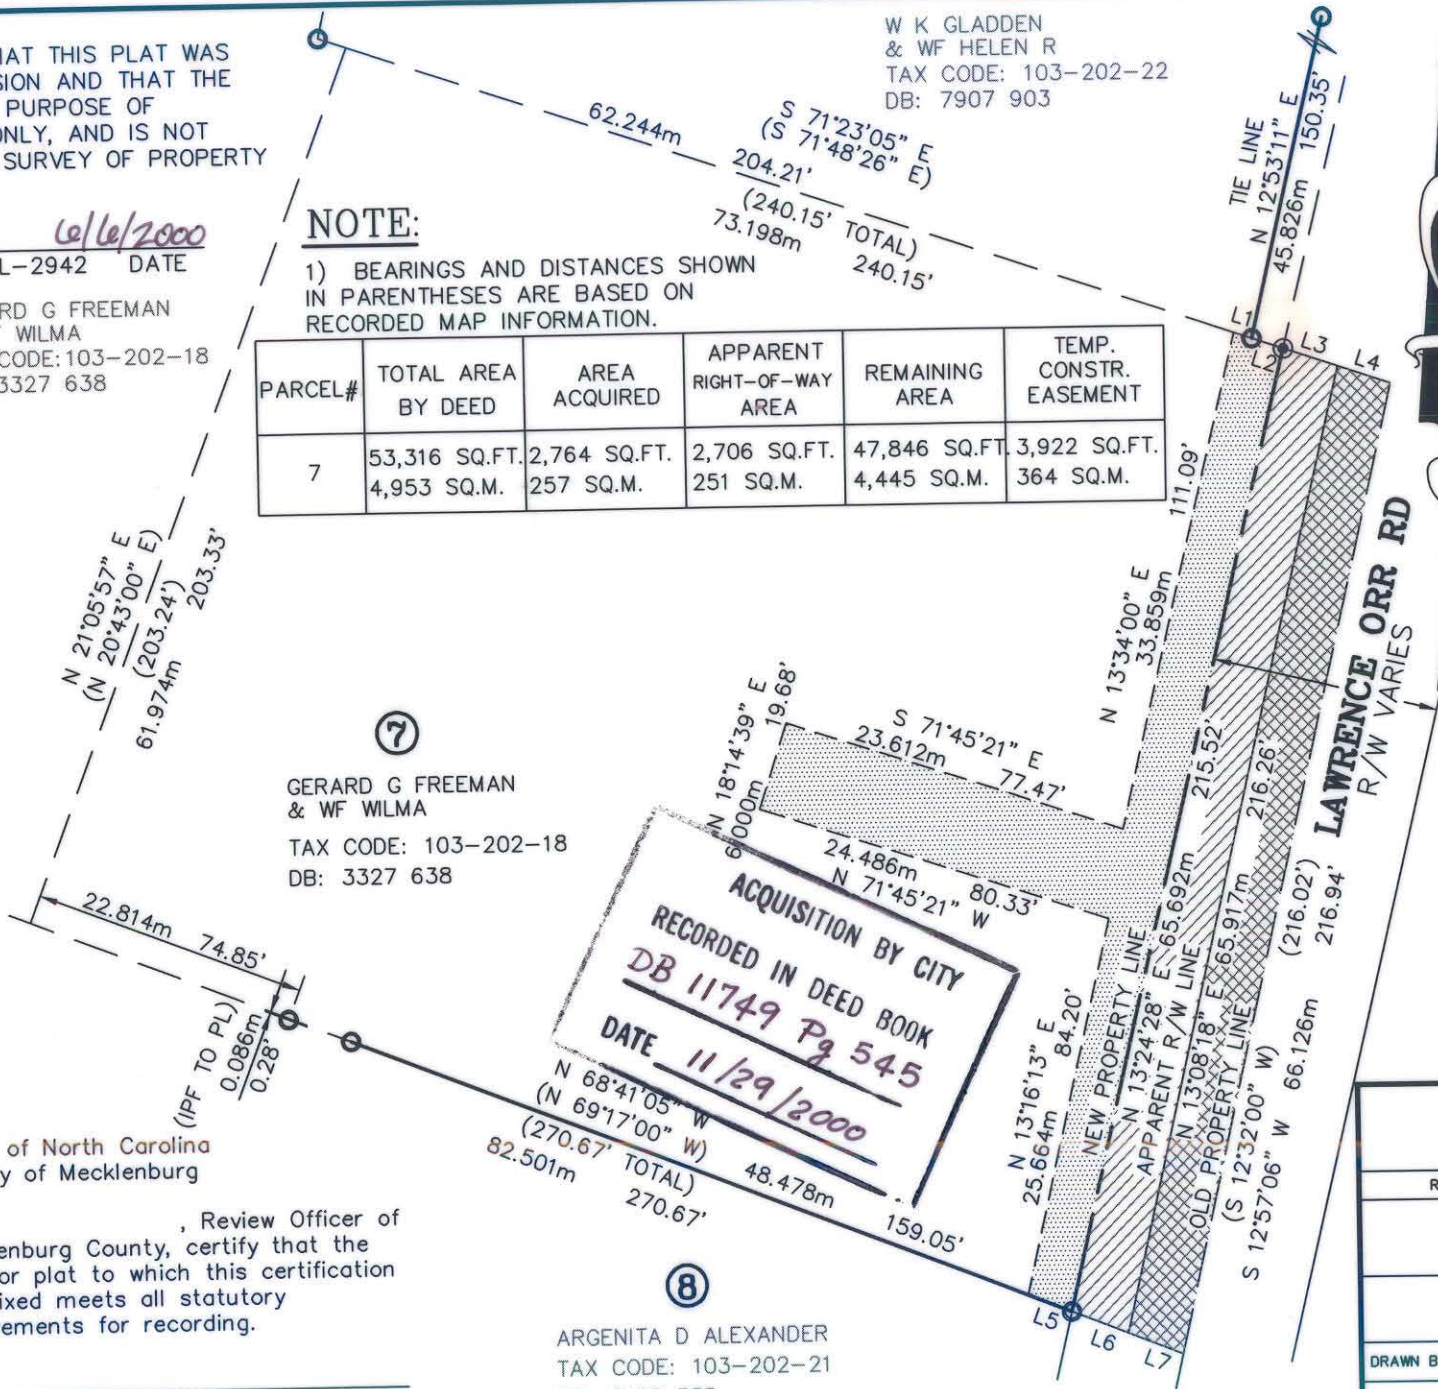 HAT THIS PLAT WAS
SION AND THAT THE
PURPOSE OF
ONLY, AND IS NOT
SURVEY OF PROPERTY
6/6/2000
L-2942 DATE
RD G FREEMAN
WILMA
CODE: 103-202-18
3327 638
W K GLADDEN
& WF HELEN R
TAX CODE: 103-202-22
DB: 7907 903
62.244m
S 71°23'05" E
(S 71°48'26" E)
204.21'
(240.15' TOTAL)
73.198m 240.15'
TIE LINE
N 12°53'11" E
45.826m 150.35'
NOTE:
1) BEARINGS AND DISTANCES SHOWN
IN PARENTHESES ARE BASED ON
RECORDED MAP INFORMATION.
PARCEL# TOTAL AREA BY DEED AREA ACQUIRED APPARENT RIGHT-OF-WAY AREA REMAINING AREA TEMP. CONSTR. EASEMENT
7 53,316 SQ.FT. 2,764 SQ.FT. 2,706 SQ.FT. 47,846 SQ.FT. 3,922 SQ.FT.
4,953 SQ.M. 257 SQ.M. 251 SQ.M. 4,445 SQ.M. 364 SQ.M.
L1
L2
L3
L4
N 21°05'57" E
(N 20°43'00" E)
(203.24')
61.974m 203.33'
111.09'
N 13°34'00" E
33.859m
LAWRENCE ORR RD
R/W VARIES
7
GERARD G FREEMAN
& WF WILMA
TAX CODE: 103-202-18
DB: 3327 638
N 18°14'39" E
6.000m 19.68'
S 71°45'21" E
23.612m 77.47'
24.486m 80.33'
N 71°45'21" W
ACQUISITION BY CITY
RECORDED IN DEED BOOK
DB 11749 Pg 545
DATE 11/29/2000
22.814m 74.85'
(IPF TO PL)
0.086m
0.28'
N 68°41'05" W
(N 69°17'00" W)
(270.67' TOTAL)
82.501m 270.67'
48.478m 159.05'
N 13°16'13" E
25.664m 84.20'
NEW PROPERTY LINE
N 13°24'28" E 65.692m 215.52'
APPARENT R/W LINE
N 13°08'18" E 65.917m 216.26'
OLD PROPERTY LINE
(S 12°32'00" W) (216.02')
S 12°57'06" W 66.126m 216.94'
L5
L6
L7
of North Carolina
y of Mecklenburg
, Review Officer of
enburg County, certify that the
or plat to which this certification
ixed meets all statutory
ements for recording.
8
ARGENITA D ALEXANDER
TAX CODE: 103-202-21
R
DRAWN B